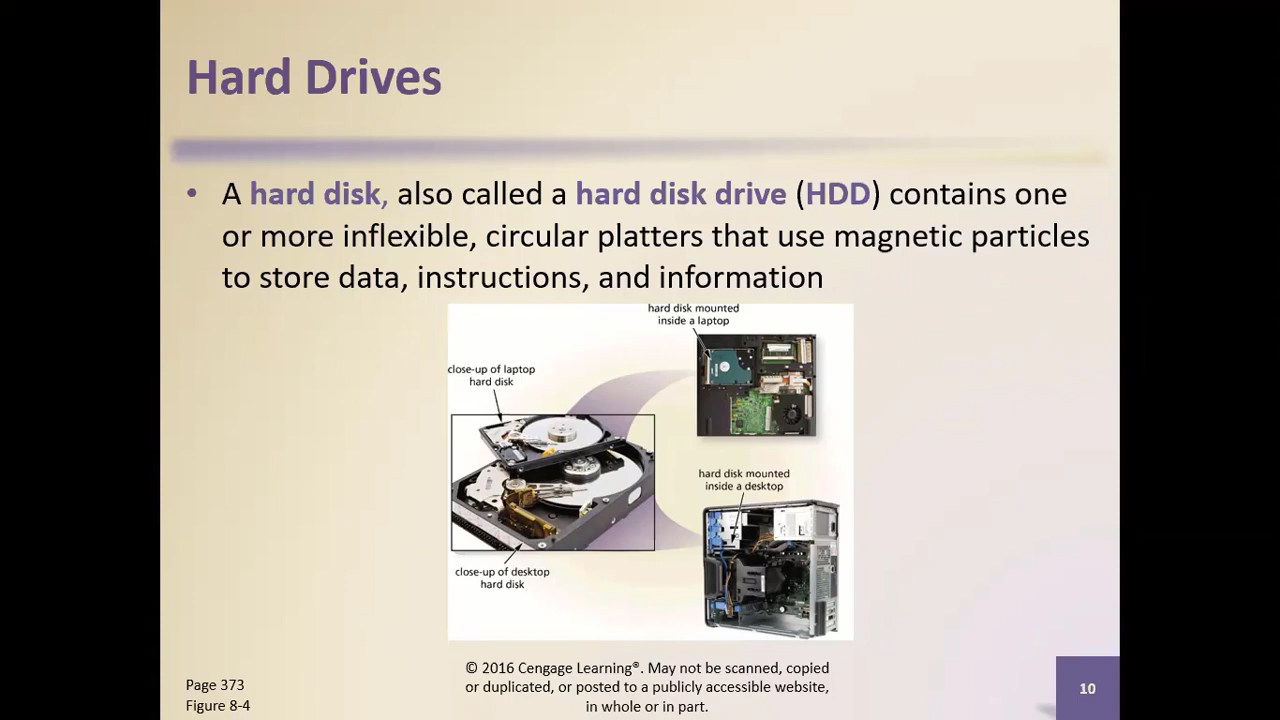 Hard Drives
• A hard disk, also called a hard disk drive (HDD) contains one
or more inflexible, circular platters that use magnetic particles
to store data, instructions, and information
hard disk mounted
inside a laptop
close-up of laptop
hard disk
hard disk mounted
inside a desktop
close-up of desktop
hard disk
Page 373
Figure 8-4
© 2016 Cengage Learning®. May not be scanned, copied
or duplicated, or posted to a publicly accessible website,
in whole or in part.
10